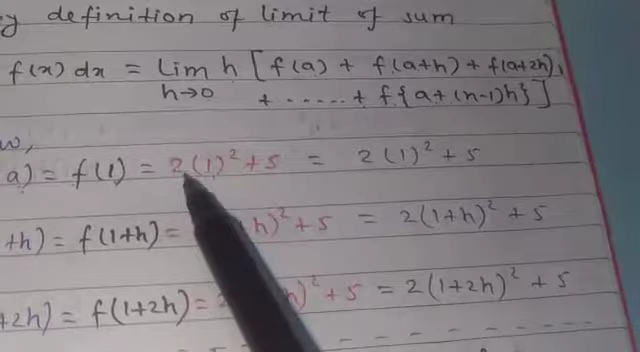 by definition of limit of sum
f(x) dx = lim h [ f(a) + f(a+h) + f(a+2h)
h→0 + ...... + f{a+(n-1)h}]
a) = f(1) = 2(1)² + 5 = 2(1)² + 5
+h) = f(1+h) = h)² + 5 = 2(1+h)² + 5
+2h) = f(1+2h) = )² + 5 = 2(1+2h)² + 5